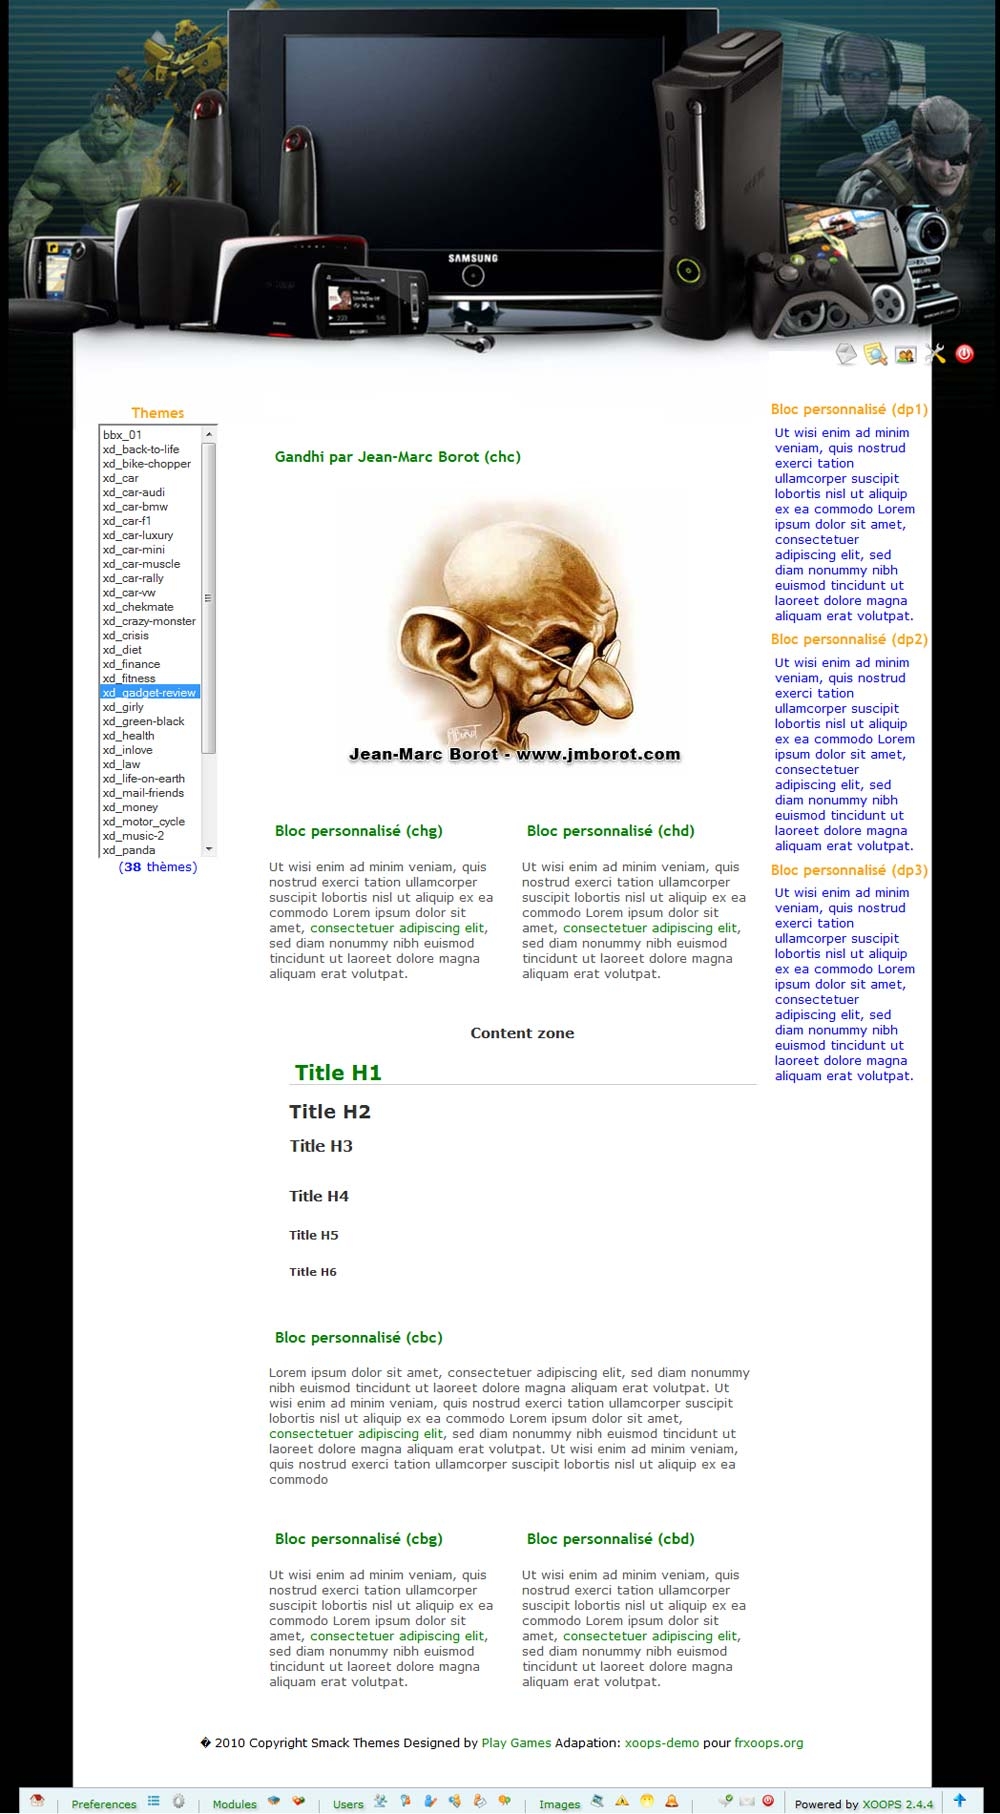 SAMSUNG
Themes
bbx_01
xd_back-to-life
xd_bike-chopper
xd_car
xd_car-audi
xd_car-bmw
xd_car-f1
xd_car-luxury
xd_car-mini
xd_car-muscle
xd_car-rally
xd_car-vw
xd_chekmate
xd_crazy-monster
xd_crisis
xd_diet
xd_finance
xd_fitness
xd_gadget-review
xd_girly
xd_green-black
xd_health
xd_inlove
xd_law
xd_life-on-earth
xd_mail-friends
xd_money
xd_motor_cycle
xd_music-2
xd_panda
(38 thèmes)
Gandhi par Jean-Marc Borot (chc)
Jean-Marc Borot - www.jmborot.com
Bloc personnalisé (chg)
Ut wisi enim ad minim veniam, quis
nostrud exerci tation ullamcorper
suscipit lobortis nisl ut aliquip ex ea
commodo Lorem ipsum dolor sit
amet, consectetuer adipiscing elit,
sed diam nonummy nibh euismod
tincidunt ut laoreet dolore magna
aliquam erat volutpat.
Bloc personnalisé (chd)
Ut wisi enim ad minim veniam, quis
nostrud exerci tation ullamcorper
suscipit lobortis nisl ut aliquip ex ea
commodo Lorem ipsum dolor sit
amet, consectetuer adipiscing elit,
sed diam nonummy nibh euismod
tincidunt ut laoreet dolore magna
aliquam erat volutpat.
Content zone
Title H1
Title H2
Title H3
Title H4
Title H5
Title H6
Bloc personnalisé (cbc)
Lorem ipsum dolor sit amet, consectetuer adipiscing elit, sed diam nonummy
nibh euismod tincidunt ut laoreet dolore magna aliquam erat volutpat. Ut
wisi enim ad minim veniam, quis nostrud exerci tation ullamcorper suscipit
lobortis nisl ut aliquip ex ea commodo Lorem ipsum dolor sit amet,
consectetuer adipiscing elit, sed diam nonummy nibh euismod tincidunt ut
laoreet dolore magna aliquam erat volutpat. Ut wisi enim ad minim veniam,
quis nostrud exerci tation ullamcorper suscipit lobortis nisl ut aliquip ex ea
commodo
Bloc personnalisé (cbg)
Ut wisi enim ad minim veniam, quis
nostrud exerci tation ullamcorper
suscipit lobortis nisl ut aliquip ex ea
commodo Lorem ipsum dolor sit
amet, consectetuer adipiscing elit,
sed diam nonummy nibh euismod
tincidunt ut laoreet dolore magna
aliquam erat volutpat.
Bloc personnalisé (cbd)
Ut wisi enim ad minim veniam, quis
nostrud exerci tation ullamcorper
suscipit lobortis nisl ut aliquip ex ea
commodo Lorem ipsum dolor sit
amet, consectetuer adipiscing elit,
sed diam nonummy nibh euismod
tincidunt ut laoreet dolore magna
aliquam erat volutpat.
Bloc personnalisé (dp1)
Ut wisi enim ad minim
veniam, quis nostrud
exerci tation
ullamcorper suscipit
lobortis nisl ut aliquip
ex ea commodo Lorem
ipsum dolor sit amet,
consectetuer
adipiscing elit, sed
diam nonummy nibh
euismod tincidunt ut
laoreet dolore magna
aliquam erat volutpat.
Bloc personnalisé (dp2)
Ut wisi enim ad minim
veniam, quis nostrud
exerci tation
ullamcorper suscipit
lobortis nisl ut aliquip
ex ea commodo Lorem
ipsum dolor sit amet,
consectetuer
adipiscing elit, sed
diam nonummy nibh
euismod tincidunt ut
laoreet dolore magna
aliquam erat volutpat.
Bloc personnalisé (dp3)
Ut wisi enim ad minim
veniam, quis nostrud
exerci tation
ullamcorper suscipit
lobortis nisl ut aliquip
ex ea commodo Lorem
ipsum dolor sit amet,
consectetuer
adipiscing elit, sed
diam nonummy nibh
euismod tincidunt ut
laoreet dolore magna
aliquam erat volutpat.
� 2010 Copyright Smack Themes Designed by Play Games Adapation: xoops-demo pour frxoops.org
Preferences | Modules | Users | Images | Powered by XOOPS 2.4.4